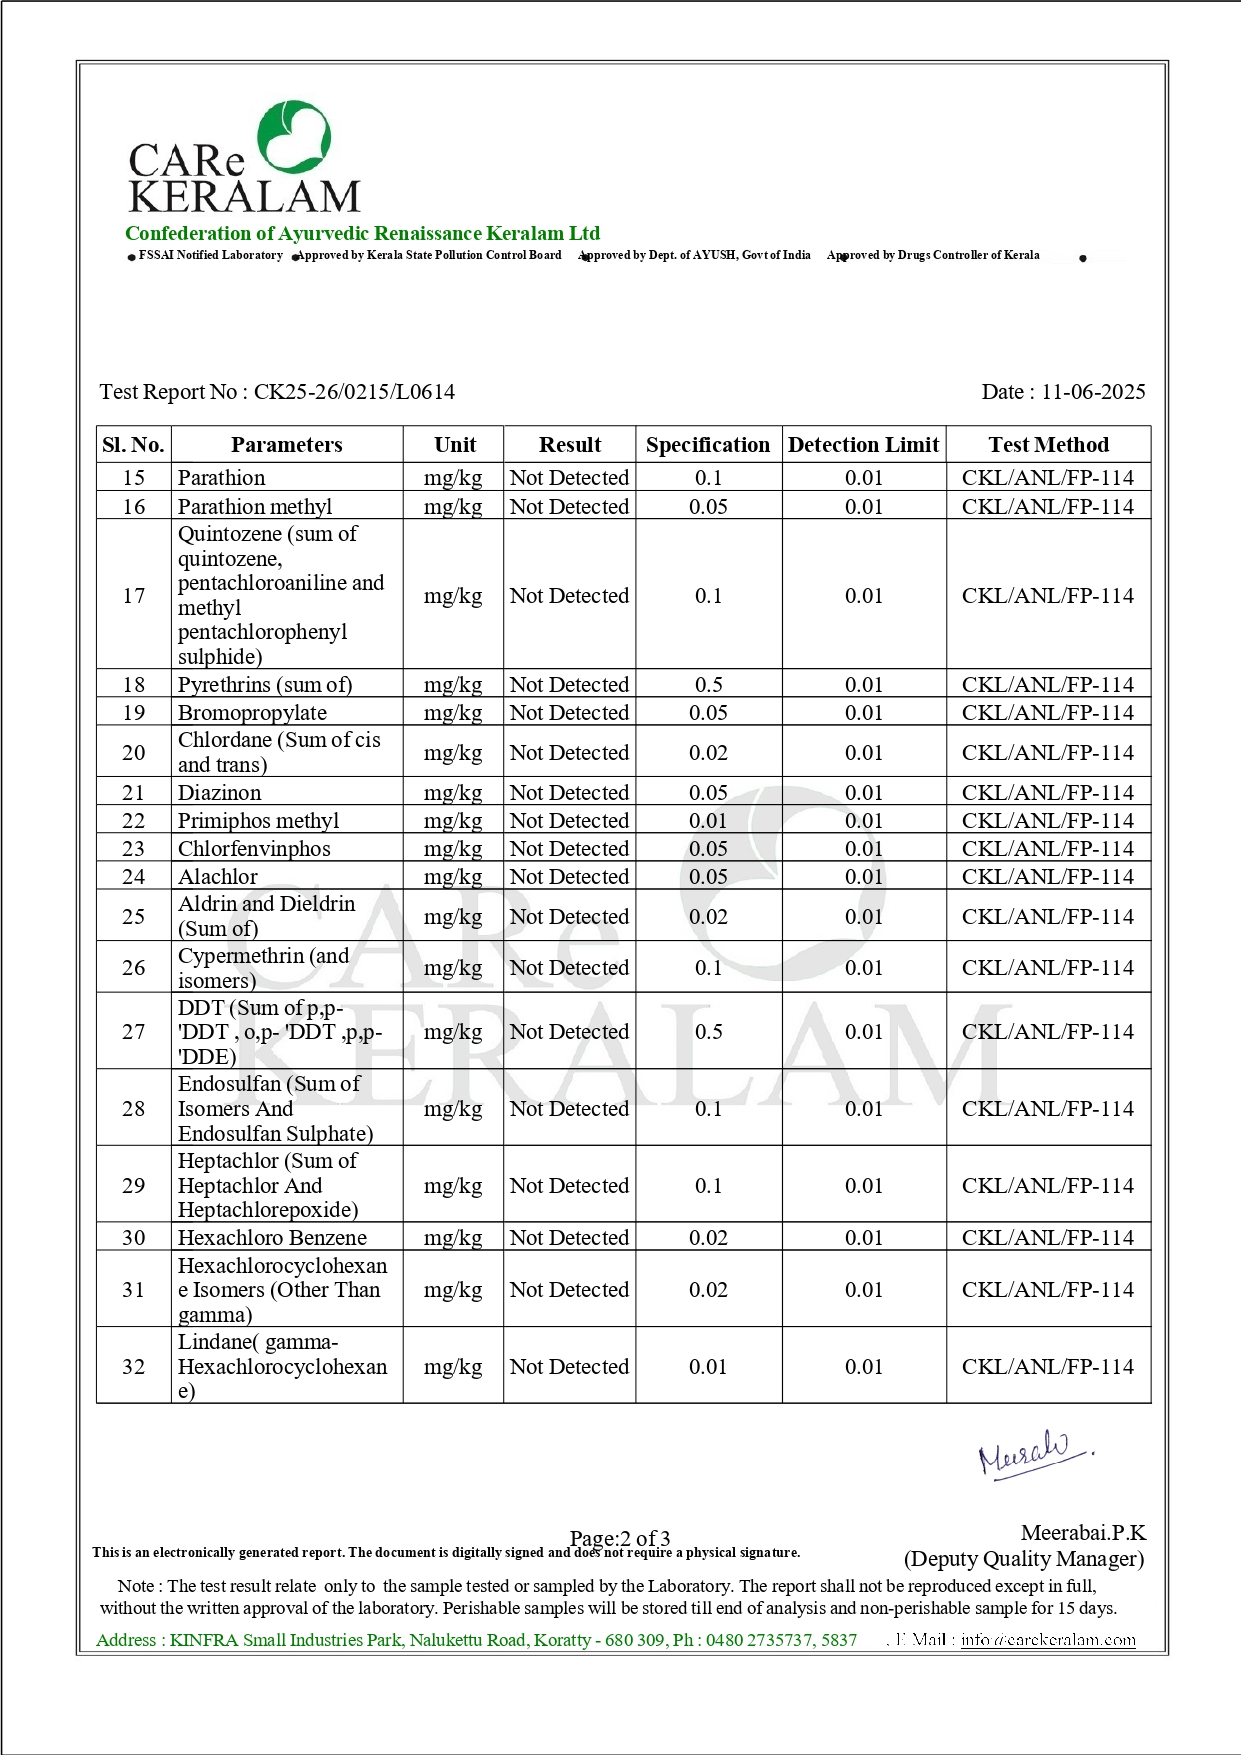 CARe
KERALAM
Confederation of Ayurvedic Renaissance Keralam Ltd
● FSSAI Notified Laboratory ● Approved by Kerala State Pollution Control Board ● Approved by Dept. of AYUSH, Govt of India ● Approved by Drugs Controller of Kerala ●
Test Report No : CK25-26/0215/L0614 Date : 11-06-2025
Sl. No. Parameters Unit Result Specification Detection Limit Test Method
15 Parathion mg/kg Not Detected 0.1 0.01 CKL/ANL/FP-114
16 Parathion methyl mg/kg Not Detected 0.05 0.01 CKL/ANL/FP-114
Quintozene (sum of
quintozene,
pentachloroaniline and
17 methyl mg/kg Not Detected 0.1 0.01 CKL/ANL/FP-114
pentachlorophenyl
sulphide)
18 Pyrethrins (sum of) mg/kg Not Detected 0.5 0.01 CKL/ANL/FP-114
19 Bromopropylate mg/kg Not Detected 0.05 0.01 CKL/ANL/FP-114
20 Chlordane (Sum of cis mg/kg Not Detected 0.02 0.01 CKL/ANL/FP-114
and trans)
21 Diazinon mg/kg Not Detected 0.05 0.01 CKL/ANL/FP-114
22 Primiphos methyl mg/kg Not Detected 0.01 0.01 CKL/ANL/FP-114
23 Chlorfenvinphos mg/kg Not Detected 0.05 0.01 CKL/ANL/FP-114
24 Alachlor mg/kg Not Detected 0.05 0.01 CKL/ANL/FP-114
25 Aldrin and Dieldrin mg/kg Not Detected 0.02 0.01 CKL/ANL/FP-114
(Sum of)
26 Cypermethrin (and mg/kg Not Detected 0.1 0.01 CKL/ANL/FP-114
isomers)
DDT (Sum of p,p-
27 'DDT , o,p- 'DDT ,p,p- mg/kg Not Detected 0.5 0.01 CKL/ANL/FP-114
'DDE)
Endosulfan (Sum of
28 Isomers And mg/kg Not Detected 0.1 0.01 CKL/ANL/FP-114
Endosulfan Sulphate)
Heptachlor (Sum of
29 Heptachlor And mg/kg Not Detected 0.1 0.01 CKL/ANL/FP-114
Heptachlorepoxide)
30 Hexachloro Benzene mg/kg Not Detected 0.02 0.01 CKL/ANL/FP-114
Hexachlorocyclohexan
31 e Isomers (Other Than mg/kg Not Detected 0.02 0.01 CKL/ANL/FP-114
gamma)
Lindane( gamma-
32 Hexachlorocyclohexan mg/kg Not Detected 0.01 0.01 CKL/ANL/FP-114
e)
CARe
KERALAM
Page:2 of 3 Meerabai.P.K
This is an electronically generated report. The document is digitally signed and does not require a physical signature.
(Deputy Quality Manager)
Note : The test result relate only to the sample tested or sampled by the Laboratory. The report shall not be reproduced except in full,
without the written approval of the laboratory. Perishable samples will be stored till end of analysis and non-perishable sample for 15 days.
Address : KINFRA Small Industries Park, Nalukettu Road, Koratty - 680 309, Ph : 0480 2735737, 5837 , E Mail : info@carekeralam.com